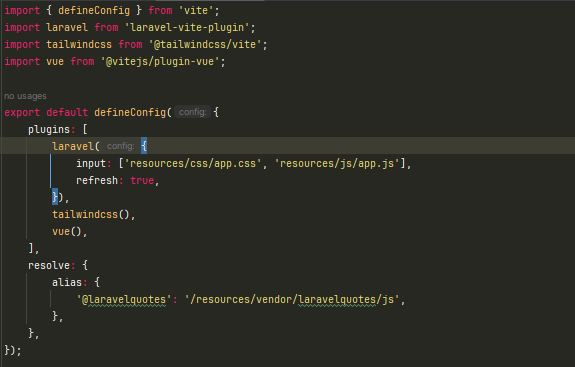 import { defineConfig } from 'vite';
import laravel from 'laravel-vite-plugin';
import tailwindcss from '@tailwindcss/vite';
import vue from '@vitejs/plugin-vue';
no usages
export default defineConfig( config: {
    plugins: [
        laravel( config: {
            input: ['resources/css/app.css', 'resources/js/app.js'],
            refresh: true,
        }),
        tailwindcss(),
        vue(),
    ],
    resolve: {
        alias: {
            '@laravelquotes': '/resources/vendor/laravelquotes/js',
        },
    },
});